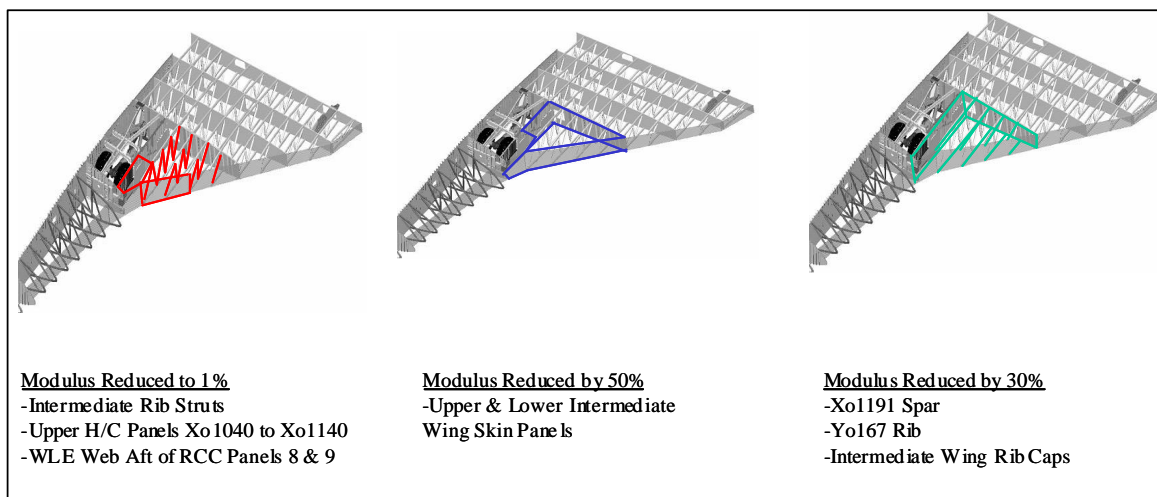 Modulus Reduced to 1%
-Intermediate Rib Struts
-Upper H/C Panels Xo1040 to Xo1140
-WLE Web Aft of RCC Panels 8 & 9
Modulus Reduced by 50%
-Upper & Lower Intermediate
Wing Skin Panels
Modulus Reduced by 30%
-Xo1191 Spar
-Yo167 Rib
-Intermediate Wing Rib Caps